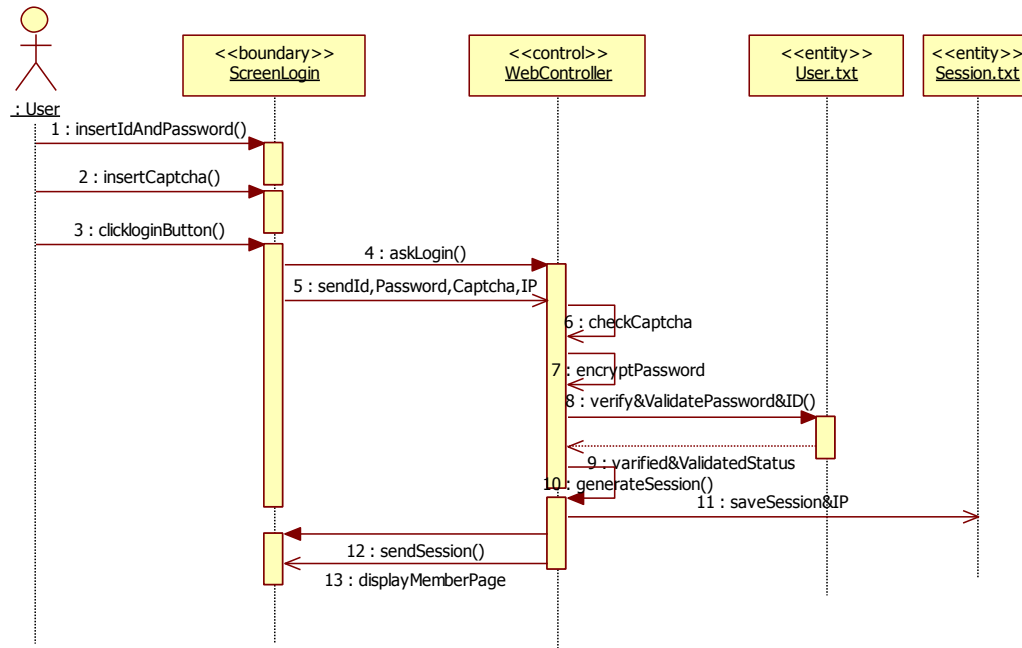 <<boundary>>
ScreenLogin
<<control>>
WebController
<<entity>>
User.txt
<<entity>>
Session.txt
: User
1 : insertIdAndPassword()
2 : insertCaptcha()
3 : clickloginButton()
4 : askLogin()
5 : sendId,Password,Captcha,IP
6 : checkCaptcha
7 : encryptPassword
8 : verify&ValidatePassword&ID()
9 : varified&ValidatedStatus
10 : generateSession()
11 : saveSession&IP
12 : sendSession()
13 : displayMemberPage